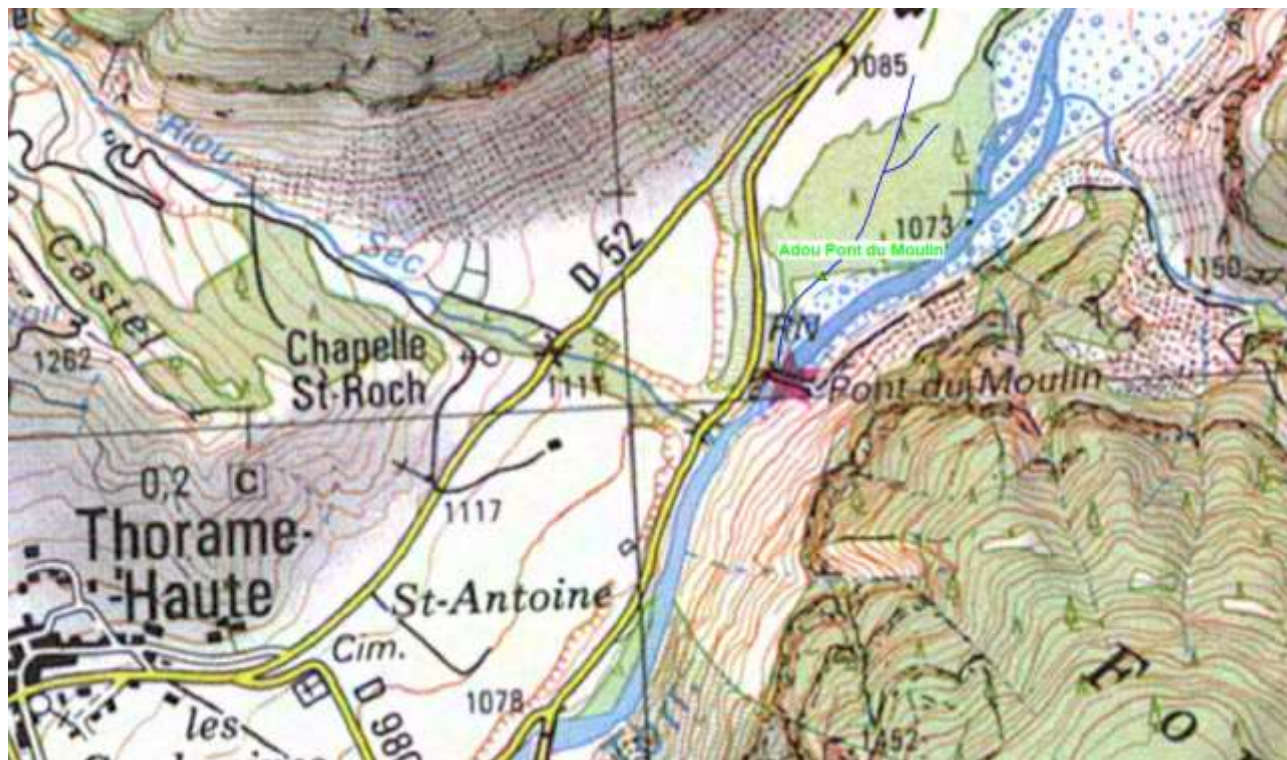 1085
Riou
Sec
1073
Adou Pont du Moulin
D 52
1150
Castel
1262
Chapelle
St-Roch
RN
1111
Pont du Moulin
0,2
C
1117
Thorame-
-Haute
St-Antoine
Cim.
1078
D 980
les
1452
F
o